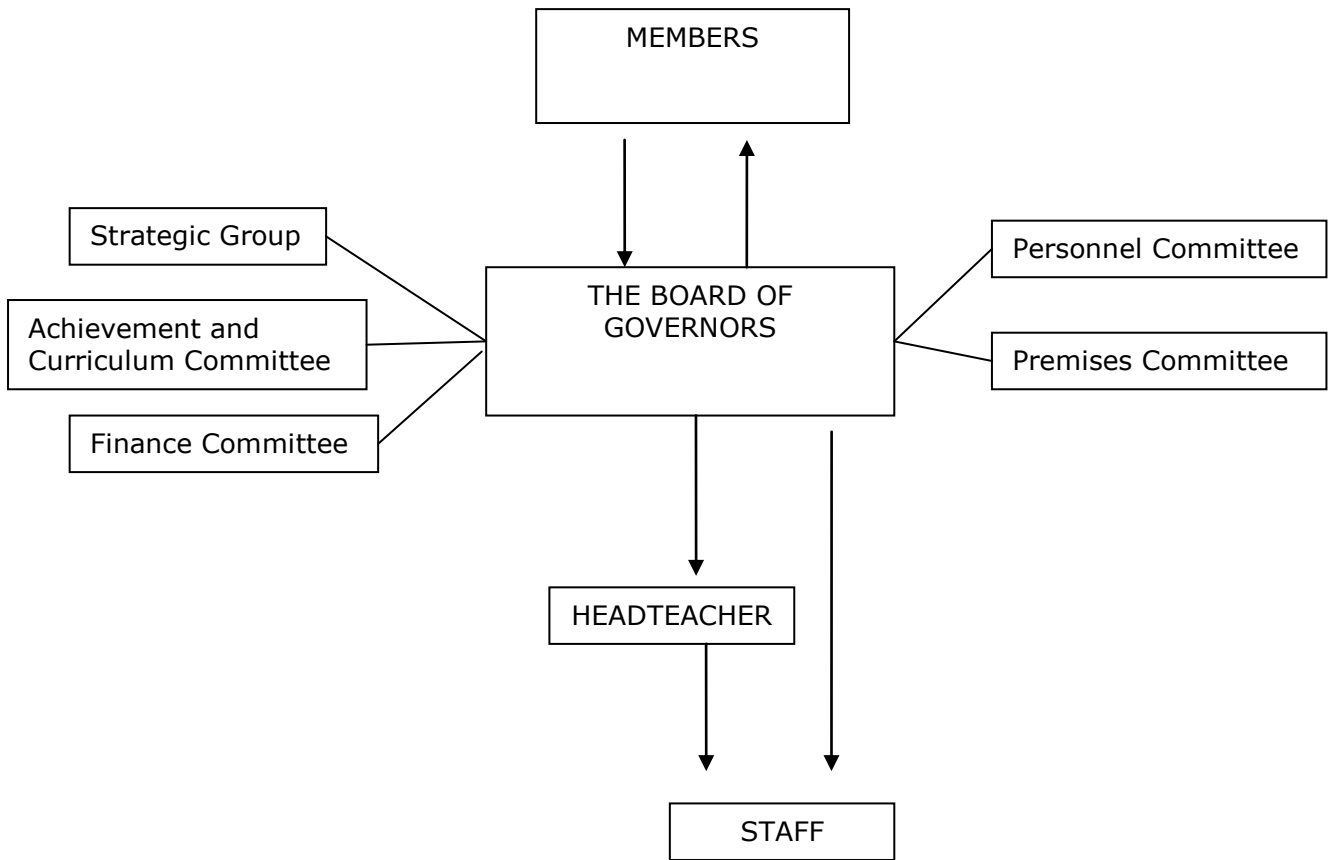 MEMBERS
Strategic Group
Personnel Committee
THE BOARD OF
GOVERNORS
Achievement and
Curriculum Committee
Premises Committee
Finance Committee
HEADTEACHER
STAFF